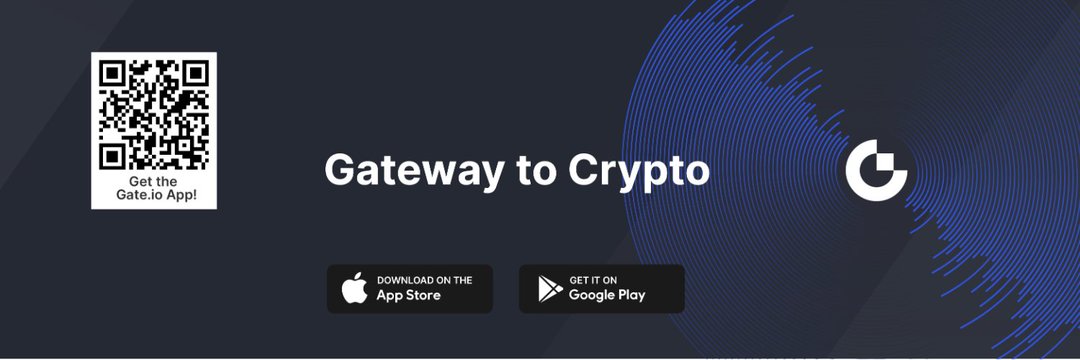 Get the
Gate.io App!
Gateway to Crypto
DOWNLOAD ON THE
App Store
GET IT ON
Google Play